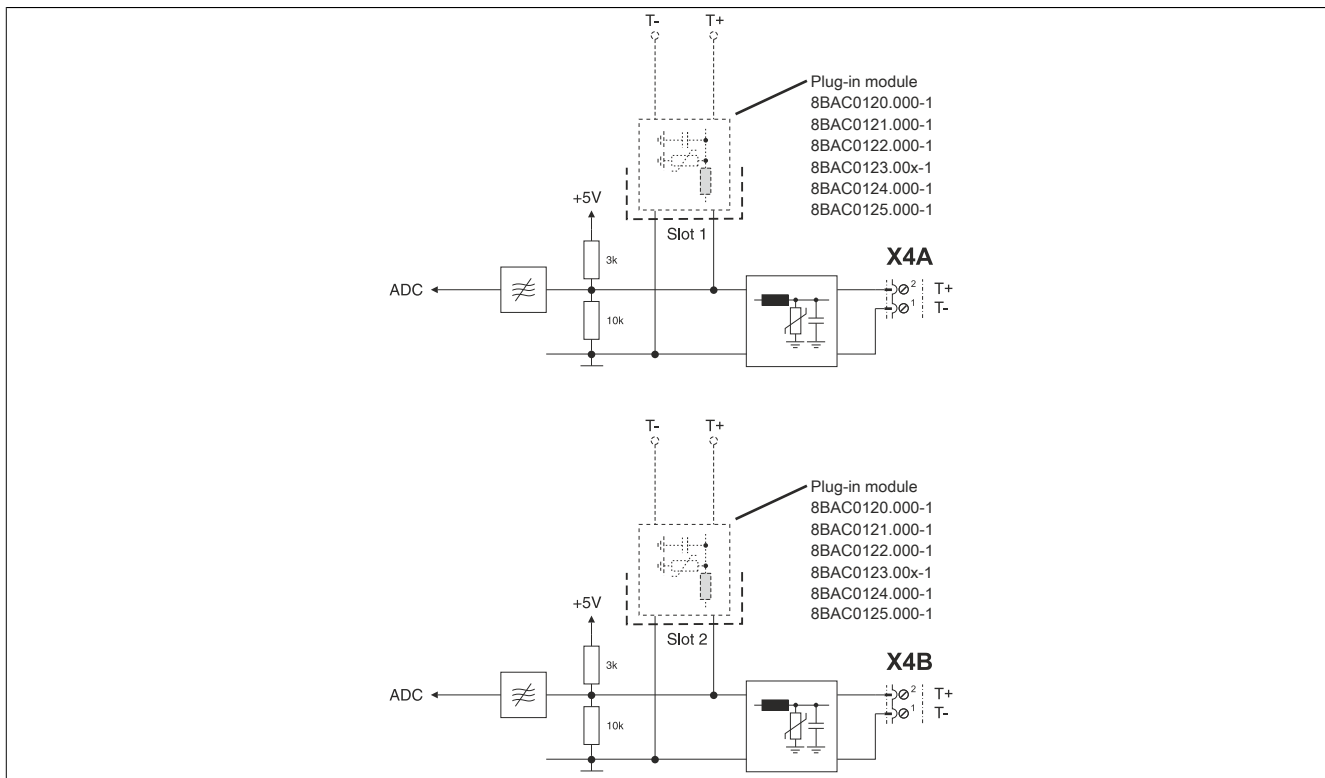 T- T+
Plug-in module
8BAC0120.000-1
8BAC0121.000-1
8BAC0122.000-1
8BAC0123.00x-1
8BAC0124.000-1
8BAC0125.000-1
+5V
Slot 1
3k
X4A
ADC
2 T+
1 T-
10k
T- T+
Plug-in module
8BAC0120.000-1
8BAC0121.000-1
8BAC0122.000-1
8BAC0123.00x-1
8BAC0124.000-1
8BAC0125.000-1
+5V
Slot 2
3k
X4B
ADC
2 T+
1 T-
10k